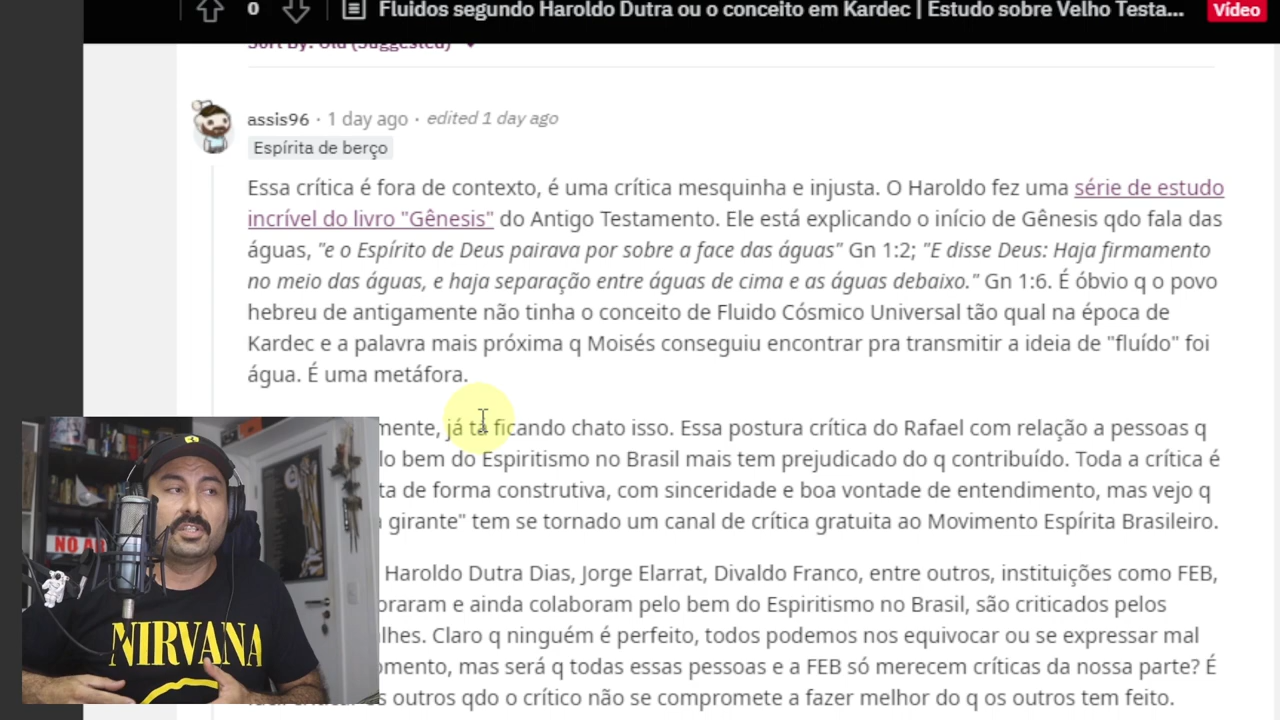 0 Fluidos segundo Haroldo Dutra ou o conceito em Kardec | Estudo sobre Velho Testa... Vídeo
Sort By: Old (Suggested)
assis96 · 1 day ago · edited 1 day ago
Espírita de berço
Essa crítica é fora de contexto, é uma crítica mesquinha e injusta. O Haroldo fez uma série de estudo
incrível do livro "Gênesis" do Antigo Testamento. Ele está explicando o início de Gênesis qdo fala das
águas, "e o Espírito de Deus pairava por sobre a face das águas" Gn 1:2; "E disse Deus: Haja firmamento
no meio das águas, e haja separação entre águas de cima e as águas debaixo." Gn 1:6. É óbvio q o povo
hebreu de antigamente não tinha o conceito de Fluido Cósmico Universal tão qual na época de
Kardec e a palavra mais próxima q Moisés conseguiu encontrar pra transmitir a ideia de "fluído" foi
água. É uma metáfora.
mente, já tá ficando chato isso. Essa postura crítica do Rafael com relação a pessoas q
lo bem do Espiritismo no Brasil mais tem prejudicado do q contribuído. Toda a crítica é
ta de forma construtiva, com sinceridade e boa vontade de entendimento, mas vejo q
girante" tem se tornado um canal de crítica gratuita ao Movimento Espírita Brasileiro.
Haroldo Dutra Dias, Jorge Elarrat, Divaldo Franco, entre outros, instituições como FEB,
oraram e ainda colaboram pelo bem do Espiritismo no Brasil, são criticados pelos
lhes. Claro q ninguém é perfeito, todos podemos nos equivocar ou se expressar mal
omento, mas será q todas essas pessoas e a FEB só merecem críticas da nossa parte? É
s outros qdo o crítico não se compromete a fazer melhor do q os outros tem feito.
NO A
NIRVANA